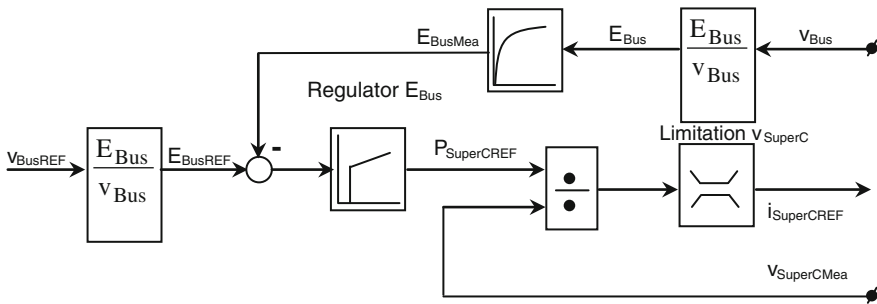 E_BusMea
E_Bus
E_Bus
v_Bus
v_Bus
Regulator E_Bus
Limitation v_SuperC
v_BusREF
E_Bus
v_Bus
E_BusREF
-
P_SuperCREF
i_SuperCREF
v_SuperCMea